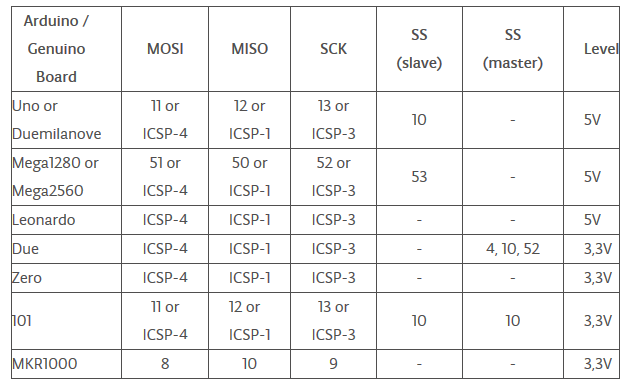 Arduino / Genuino Board MOSI MISO SCK SS (slave) SS (master) Level
Uno or Duemilanove 11 or ICSP-4 12 or ICSP-1 13 or ICSP-3 10 - 5V
Mega1280 or Mega2560 51 or ICSP-4 50 or ICSP-1 52 or ICSP-3 53 - 5V
Leonardo ICSP-4 ICSP-1 ICSP-3 - - 5V
Due ICSP-4 ICSP-1 ICSP-3 - 4, 10, 52 3,3V
Zero ICSP-4 ICSP-1 ICSP-3 - - 3,3V
101 11 or ICSP-4 12 or ICSP-1 13 or ICSP-3 10 10 3,3V
MKR1000 8 10 9 - - 3,3V